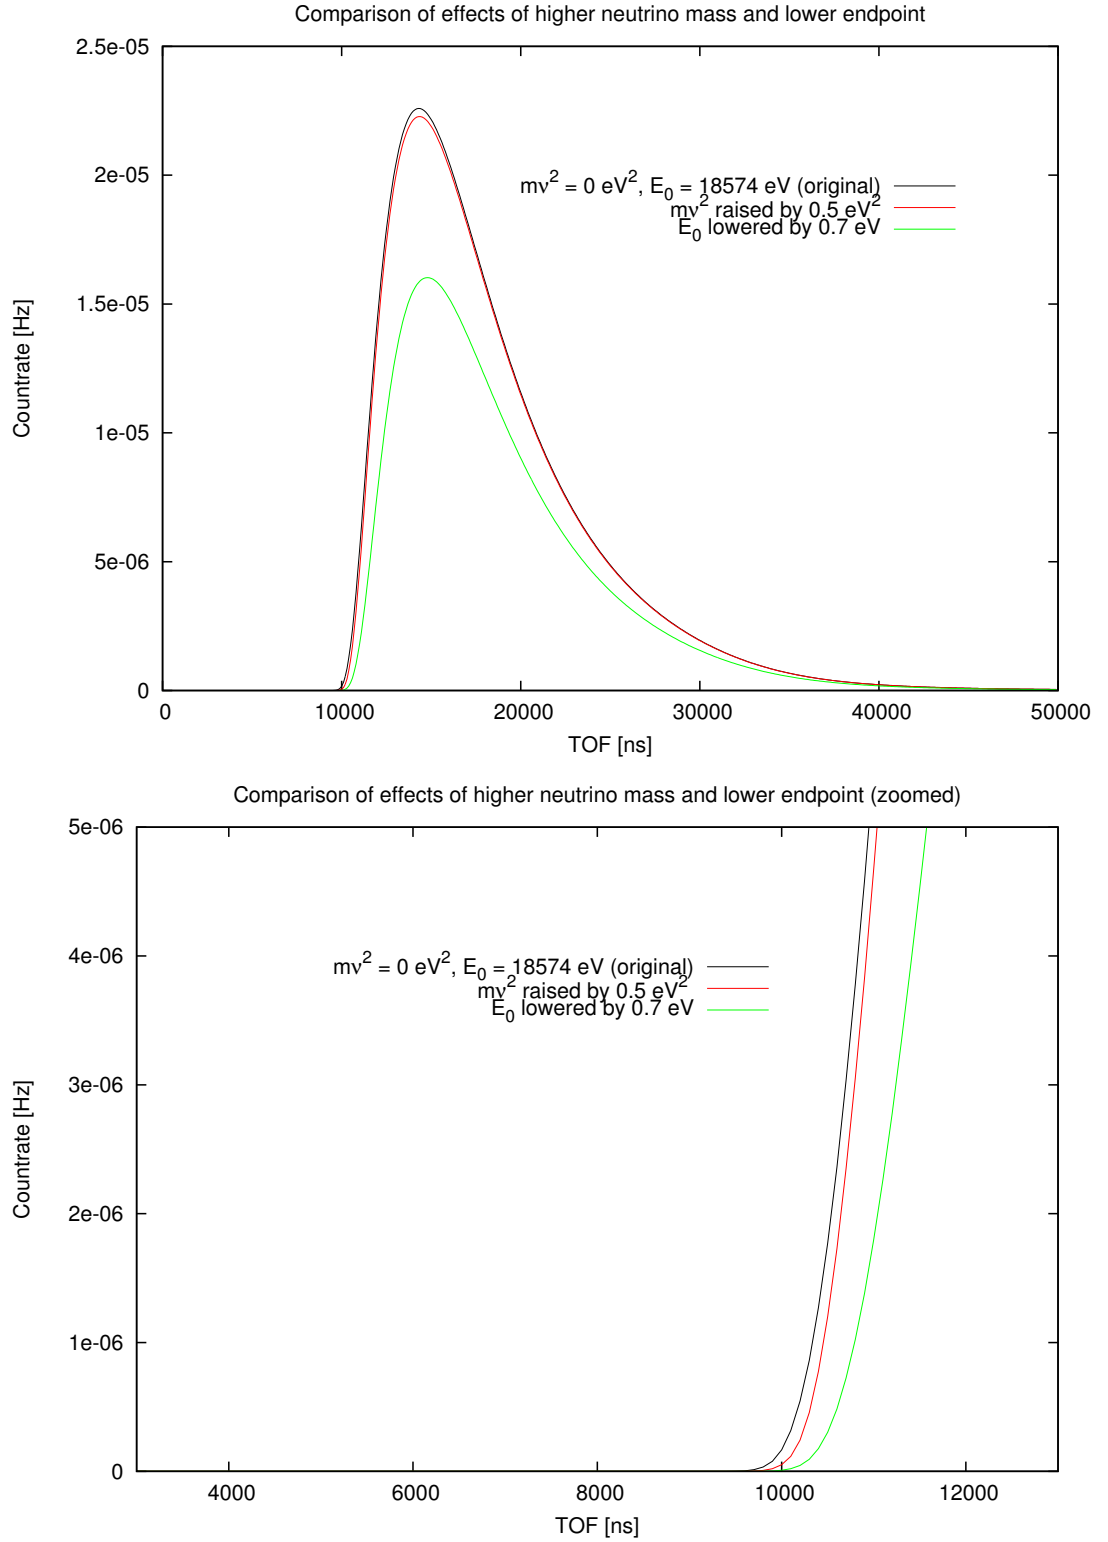 Comparison of effects of higher neutrino mass and lower endpoint
2.5e-05
2e-05
1.5e-05
1e-05
5e-06
0
Countrate [Hz]
mν² = 0 eV², E₀ = 18574 eV (original)
mν² raised by 0.5 eV²
E₀ lowered by 0.7 eV
0 10000 20000 30000 40000 50000
TOF [ns]
Comparison of effects of higher neutrino mass and lower endpoint (zoomed)
5e-06
4e-06
3e-06
2e-06
1e-06
0
Countrate [Hz]
mν² = 0 eV², E₀ = 18574 eV (original)
mν² raised by 0.5 eV²
E₀ lowered by 0.7 eV
4000 6000 8000 10000 12000
TOF [ns]